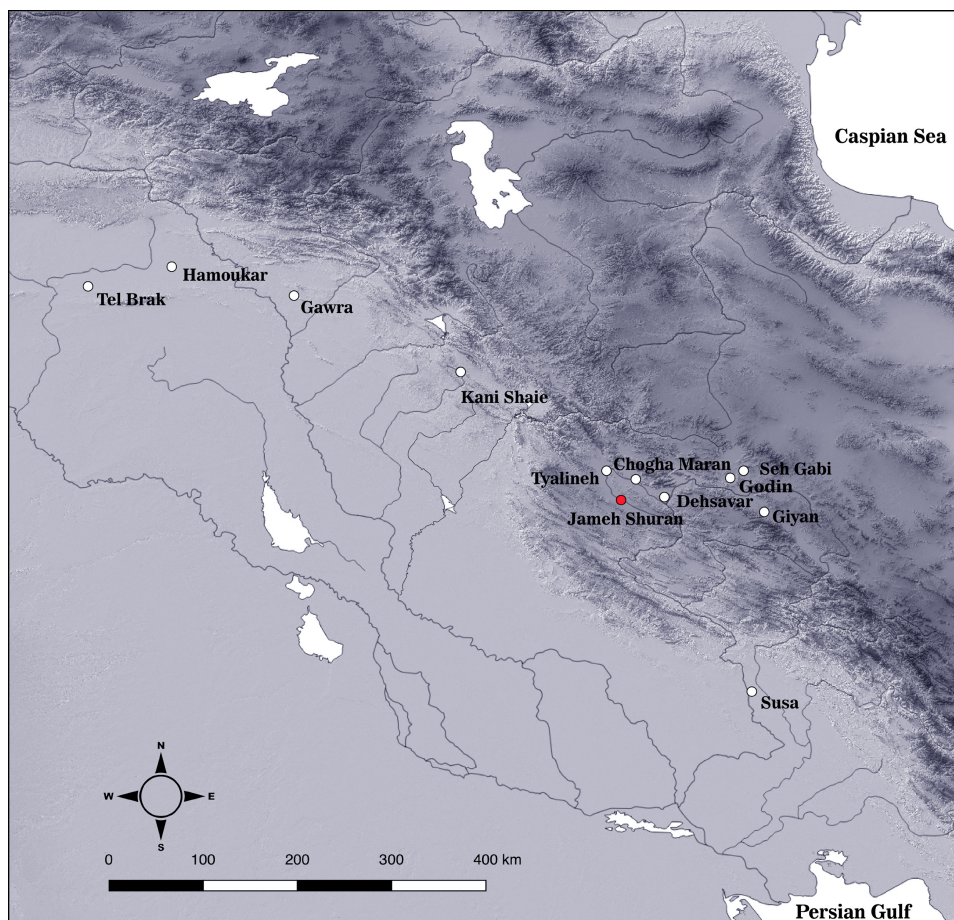 Caspian Sea
Hamoukar
Tel Brak
Gawra
Kani Shaie
Chogha Maran
Seh Gabi
Tyalineh
Godin
Dehsavar
Jameh Shuran
Giyan
Susa
N
W E
S
0 100 200 300 400 km
Persian Gulf